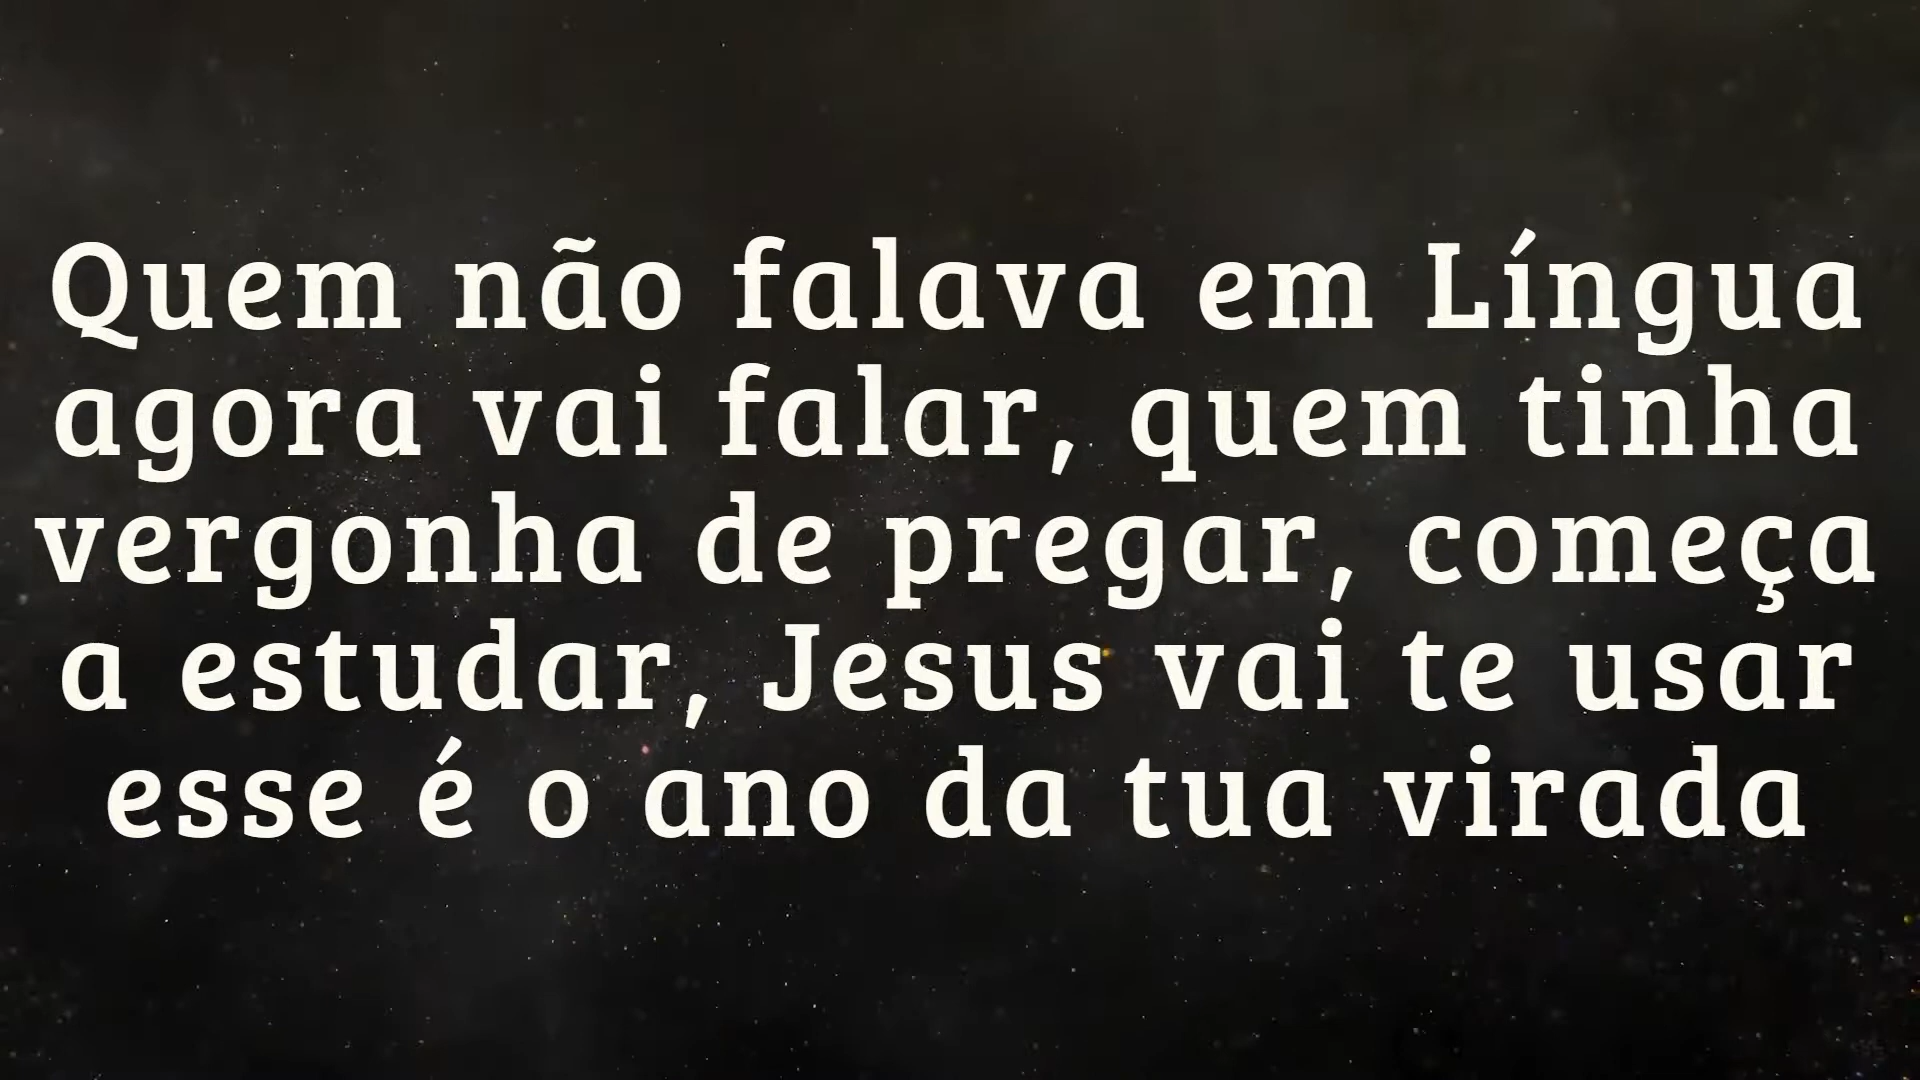 Quem não falava em Língua
agora vai falar, quem tinha
vergonha de pregar, começa
a estudar, Jesus vai te usar
esse é o ano da tua virada